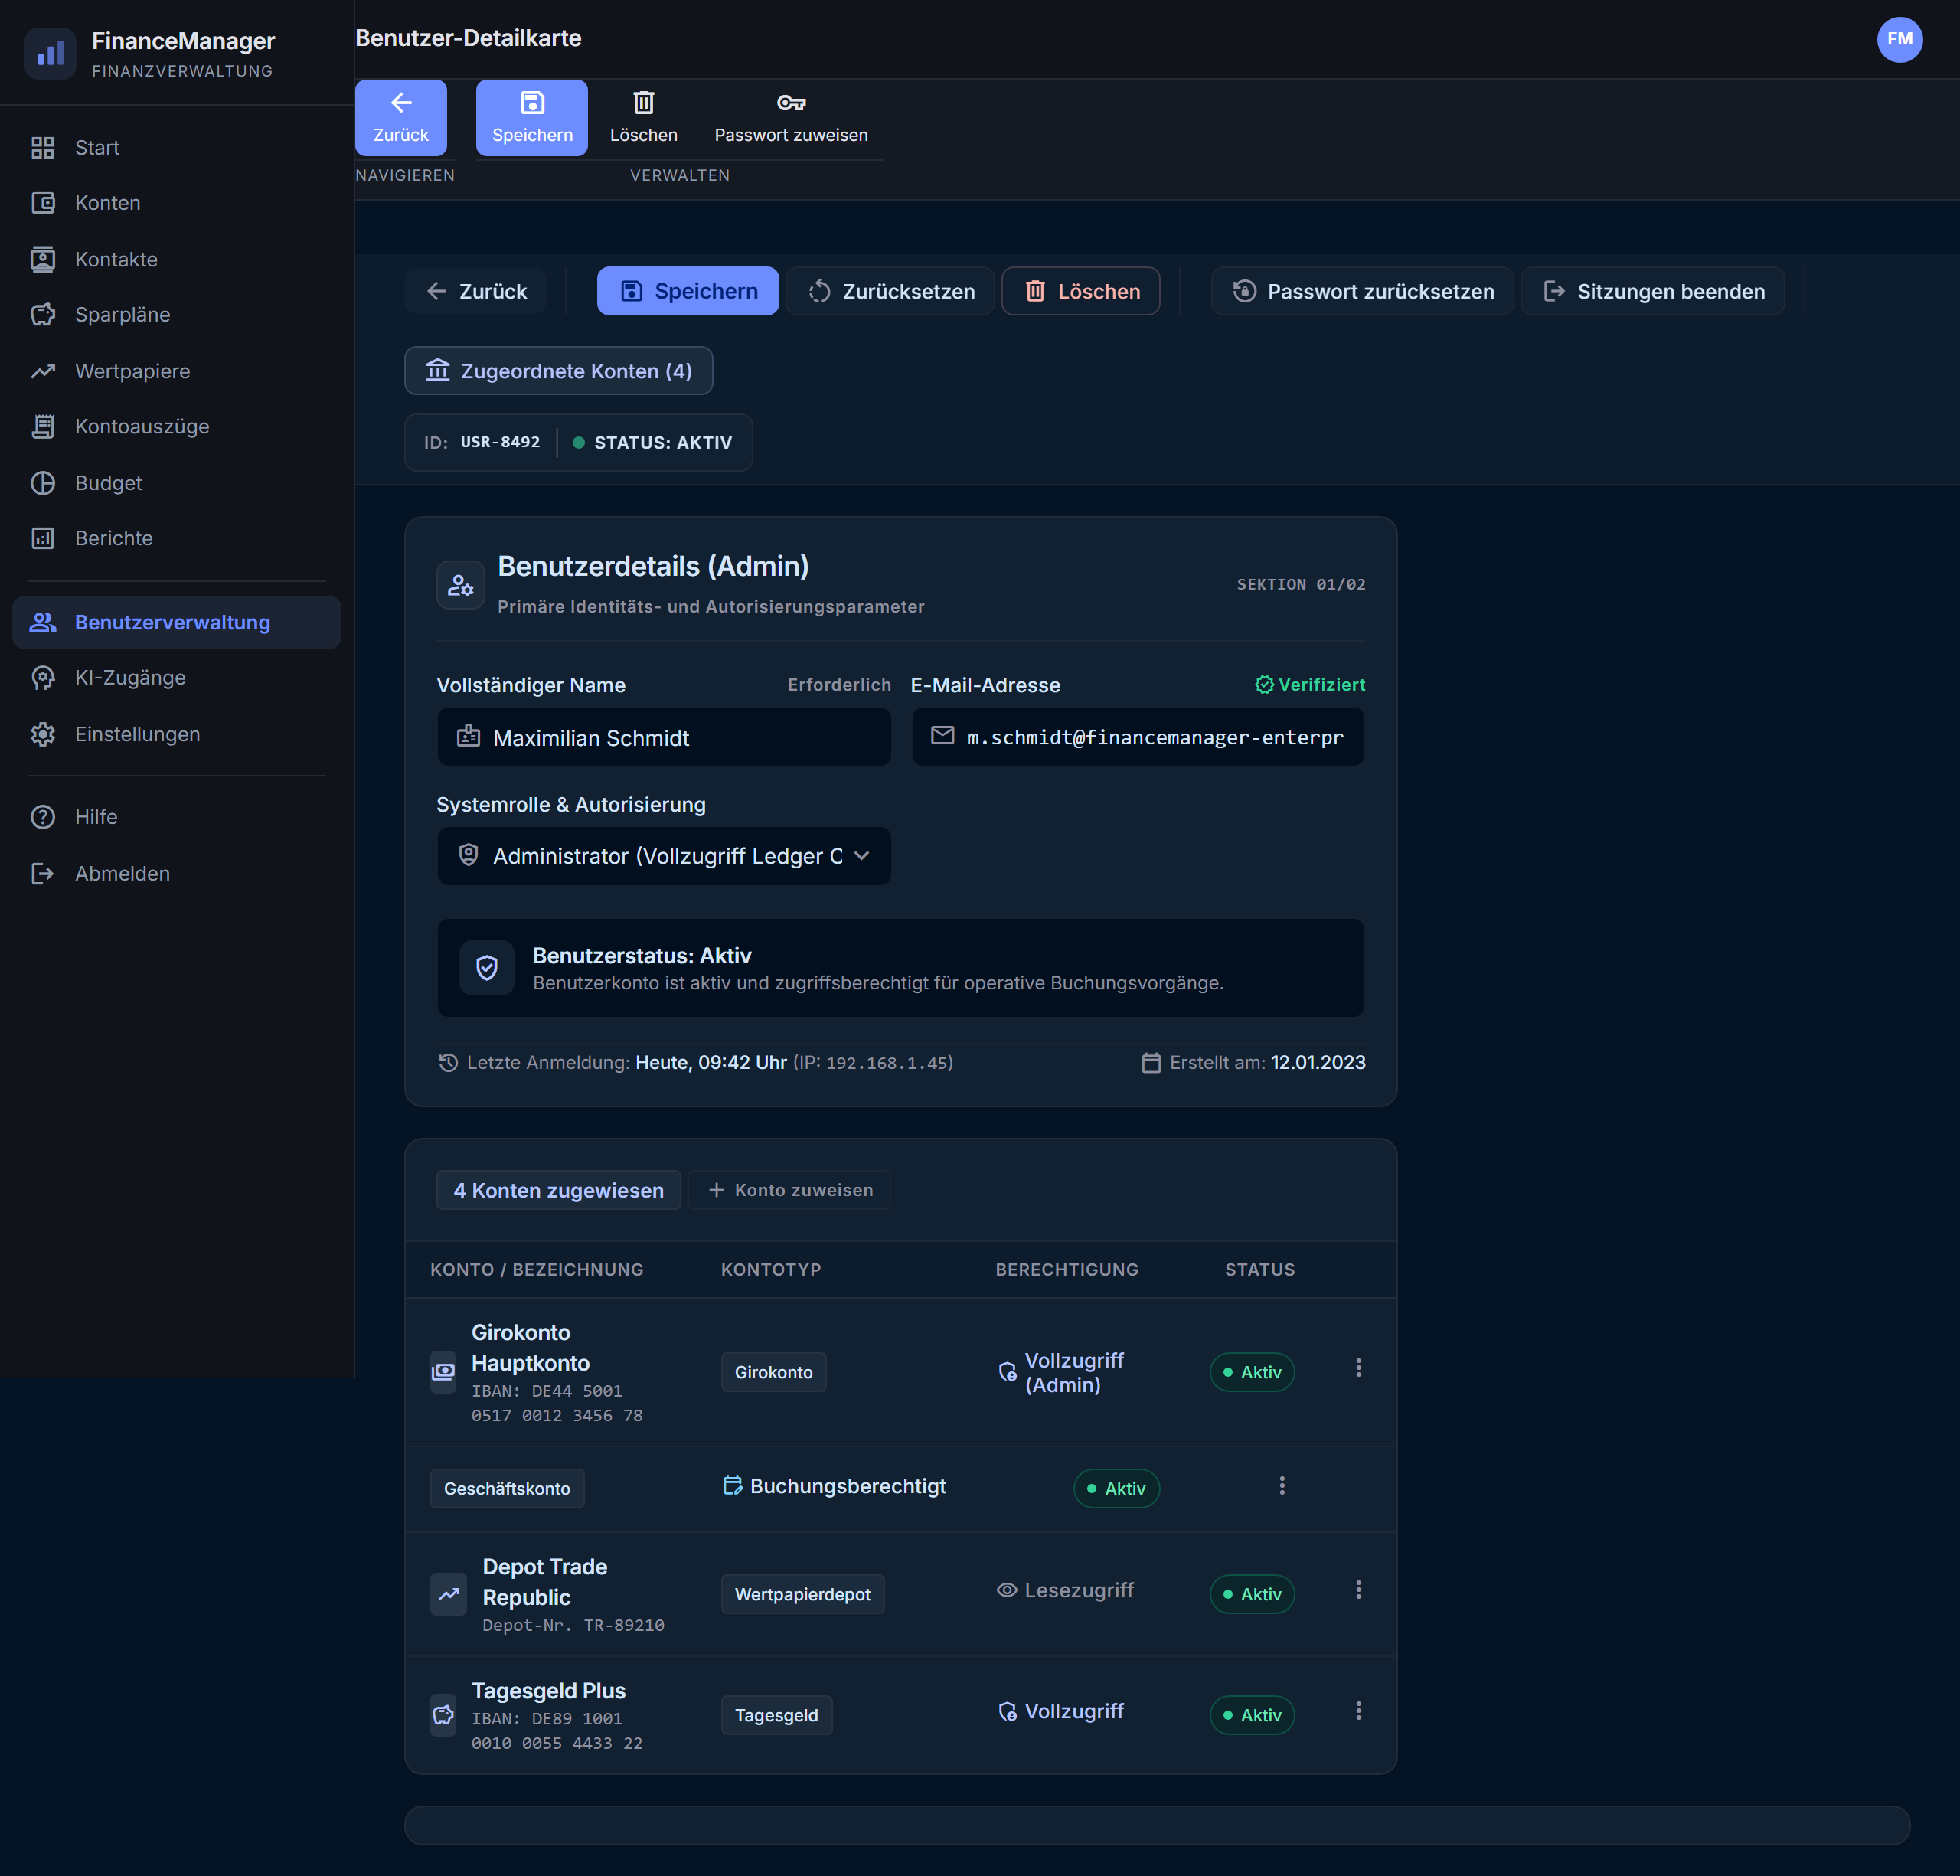 FinanceManager
FINANZVERWALTUNG
Start
Konten
Kontakte
Sparpläne
Wertpapiere
Kontoauszüge
Budget
Berichte
Benutzerverwaltung
KI-Zugänge
Einstellungen
Hilfe
Abmelden
Benutzer-Detailkarte
FM
Zurück
Speichern
Löschen
Passwort zuweisen
NAVIGIEREN
VERWALTEN
Zurück
Speichern
Zurücksetzen
Löschen
Passwort zurücksetzen
Sitzungen beenden
Zugeordnete Konten (4)
ID: USR-8492
STATUS: AKTIV
Benutzerdetails (Admin)
Primäre Identitäts- und Autorisierungsparameter
SEKTION 01/02
Vollständiger Name
Erforderlich
E-Mail-Adresse
Verifiziert
Maximilian Schmidt
m.schmidt@financemanager-enterpr
Systemrolle & Autorisierung
Administrator (Vollzugriff Ledger C
Benutzerstatus: Aktiv
Benutzerkonto ist aktiv und zugriffsberechtigt für operative Buchungsvorgänge.
Letzte Anmeldung: Heute, 09:42 Uhr (IP: 192.168.1.45)
Erstellt am: 12.01.2023
4 Konten zugewiesen
Konto zuweisen
KONTO / BEZEICHNUNG
KONTOTYP
BERECHTIGUNG
STATUS
Girokonto
Hauptkonto
IBAN: DE44 5001
0517 0012 3456 78
Girokonto
Vollzugriff
(Admin)
Aktiv
Geschäftskonto
Buchungsberechtigt
Aktiv
Depot Trade
Republic
Depot-Nr. TR-89210
Wertpapierdepot
Lesezugriff
Aktiv
Tagesgeld Plus
IBAN: DE89 1001
0010 0055 4433 22
Tagesgeld
Vollzugriff
Aktiv